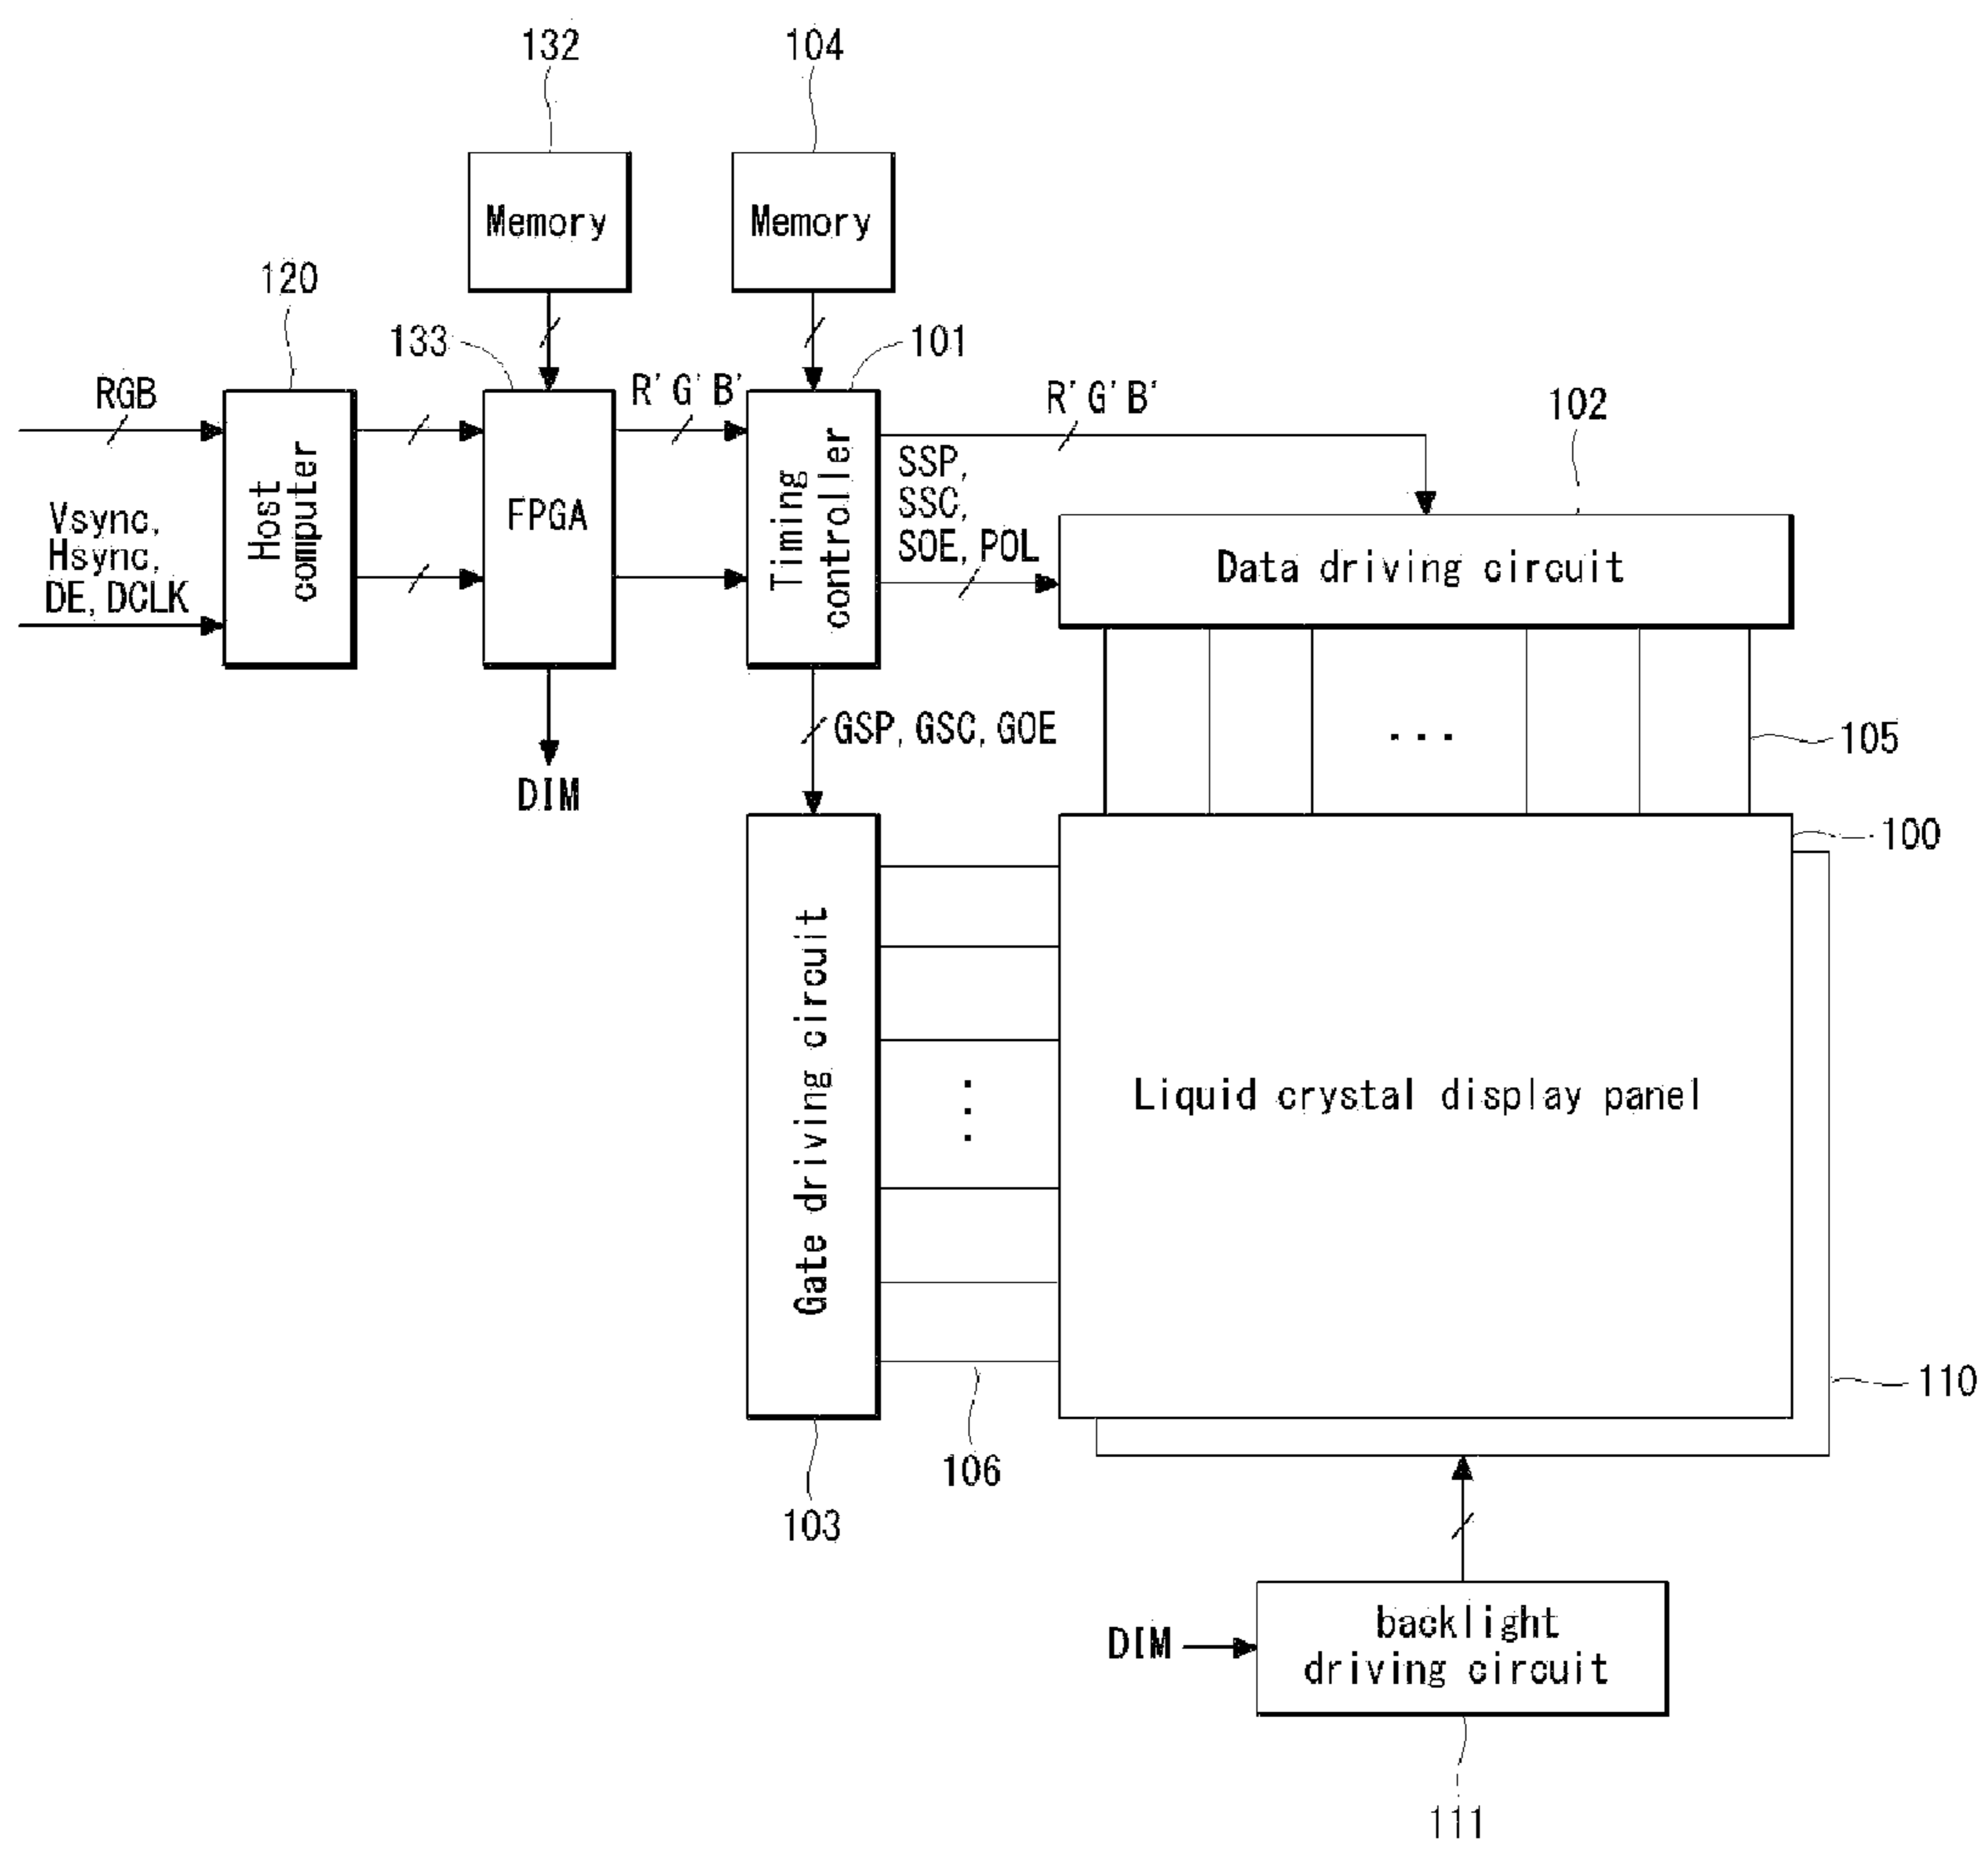 132
104
Memory
Memory
120
133
101
RGB
R' G' B'
R' G' B'
102
Host
computer
FPGA
Timing
controller
SSP,
SSC,
SOE, POL
Vsync,
Hsync,
DE, DCLK
Data driving circuit
GSP, GSC, GOE
DIM
...
105
100
Gate driving circuit
Liquid crystal display panel
110
106
103
DIM
backlight
driving circuit
111